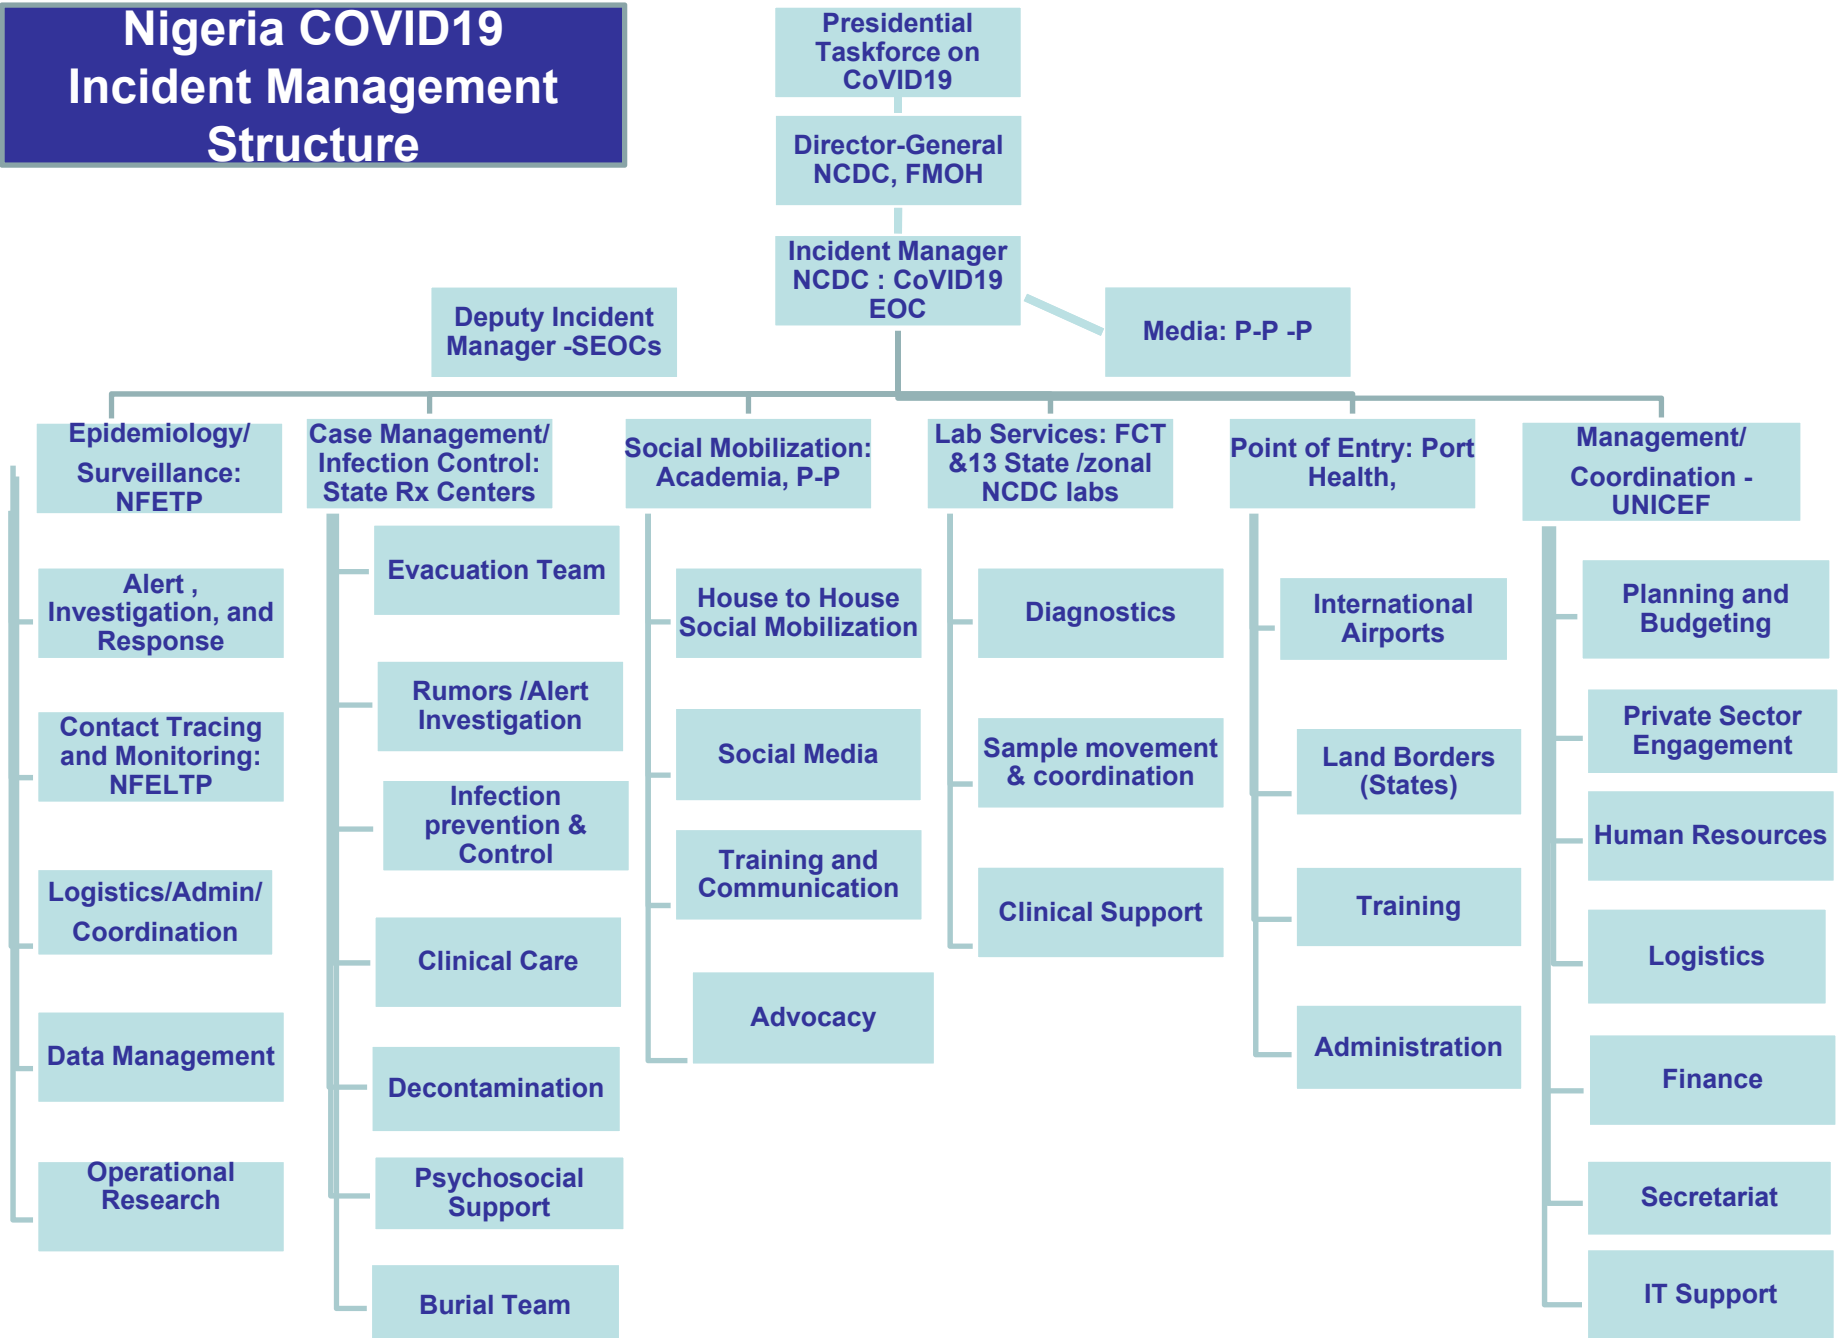 Nigeria COVID19
Incident Management
Structure
Presidential
Taskforce on
CoVID19
Director-General
NCDC, FMOH
Incident Manager
NCDC : CoVID19
EOC
Deputy Incident
Manager -SEOCs
Media: P-P -P
Epidemiology/
Surveillance:
NFETP
Alert ,
Investigation, and
Response
Contact Tracing
and Monitoring:
NFELTP
Logistics/Admin/
Coordination
Data Management
Operational
Research
Case Management/
Infection Control:
State Rx Centers
Evacuation Team
Rumors /Alert
Investigation
Infection
prevention &
Control
Clinical Care
Decontamination
Psychosocial
Support
Burial Team
Social Mobilization:
Academia, P-P
House to House
Social Mobilization
Social Media
Training and
Communication
Advocacy
Lab Services: FCT
&13 State /zonal
NCDC labs
Diagnostics
Sample movement
& coordination
Clinical Support
Point of Entry: Port
Health,
International
Airports
Land Borders
(States)
Training
Administration
Management/
Coordination -
UNICEF
Planning and
Budgeting
Private Sector
Engagement
Human Resources
Logistics
Finance
Secretariat
IT Support